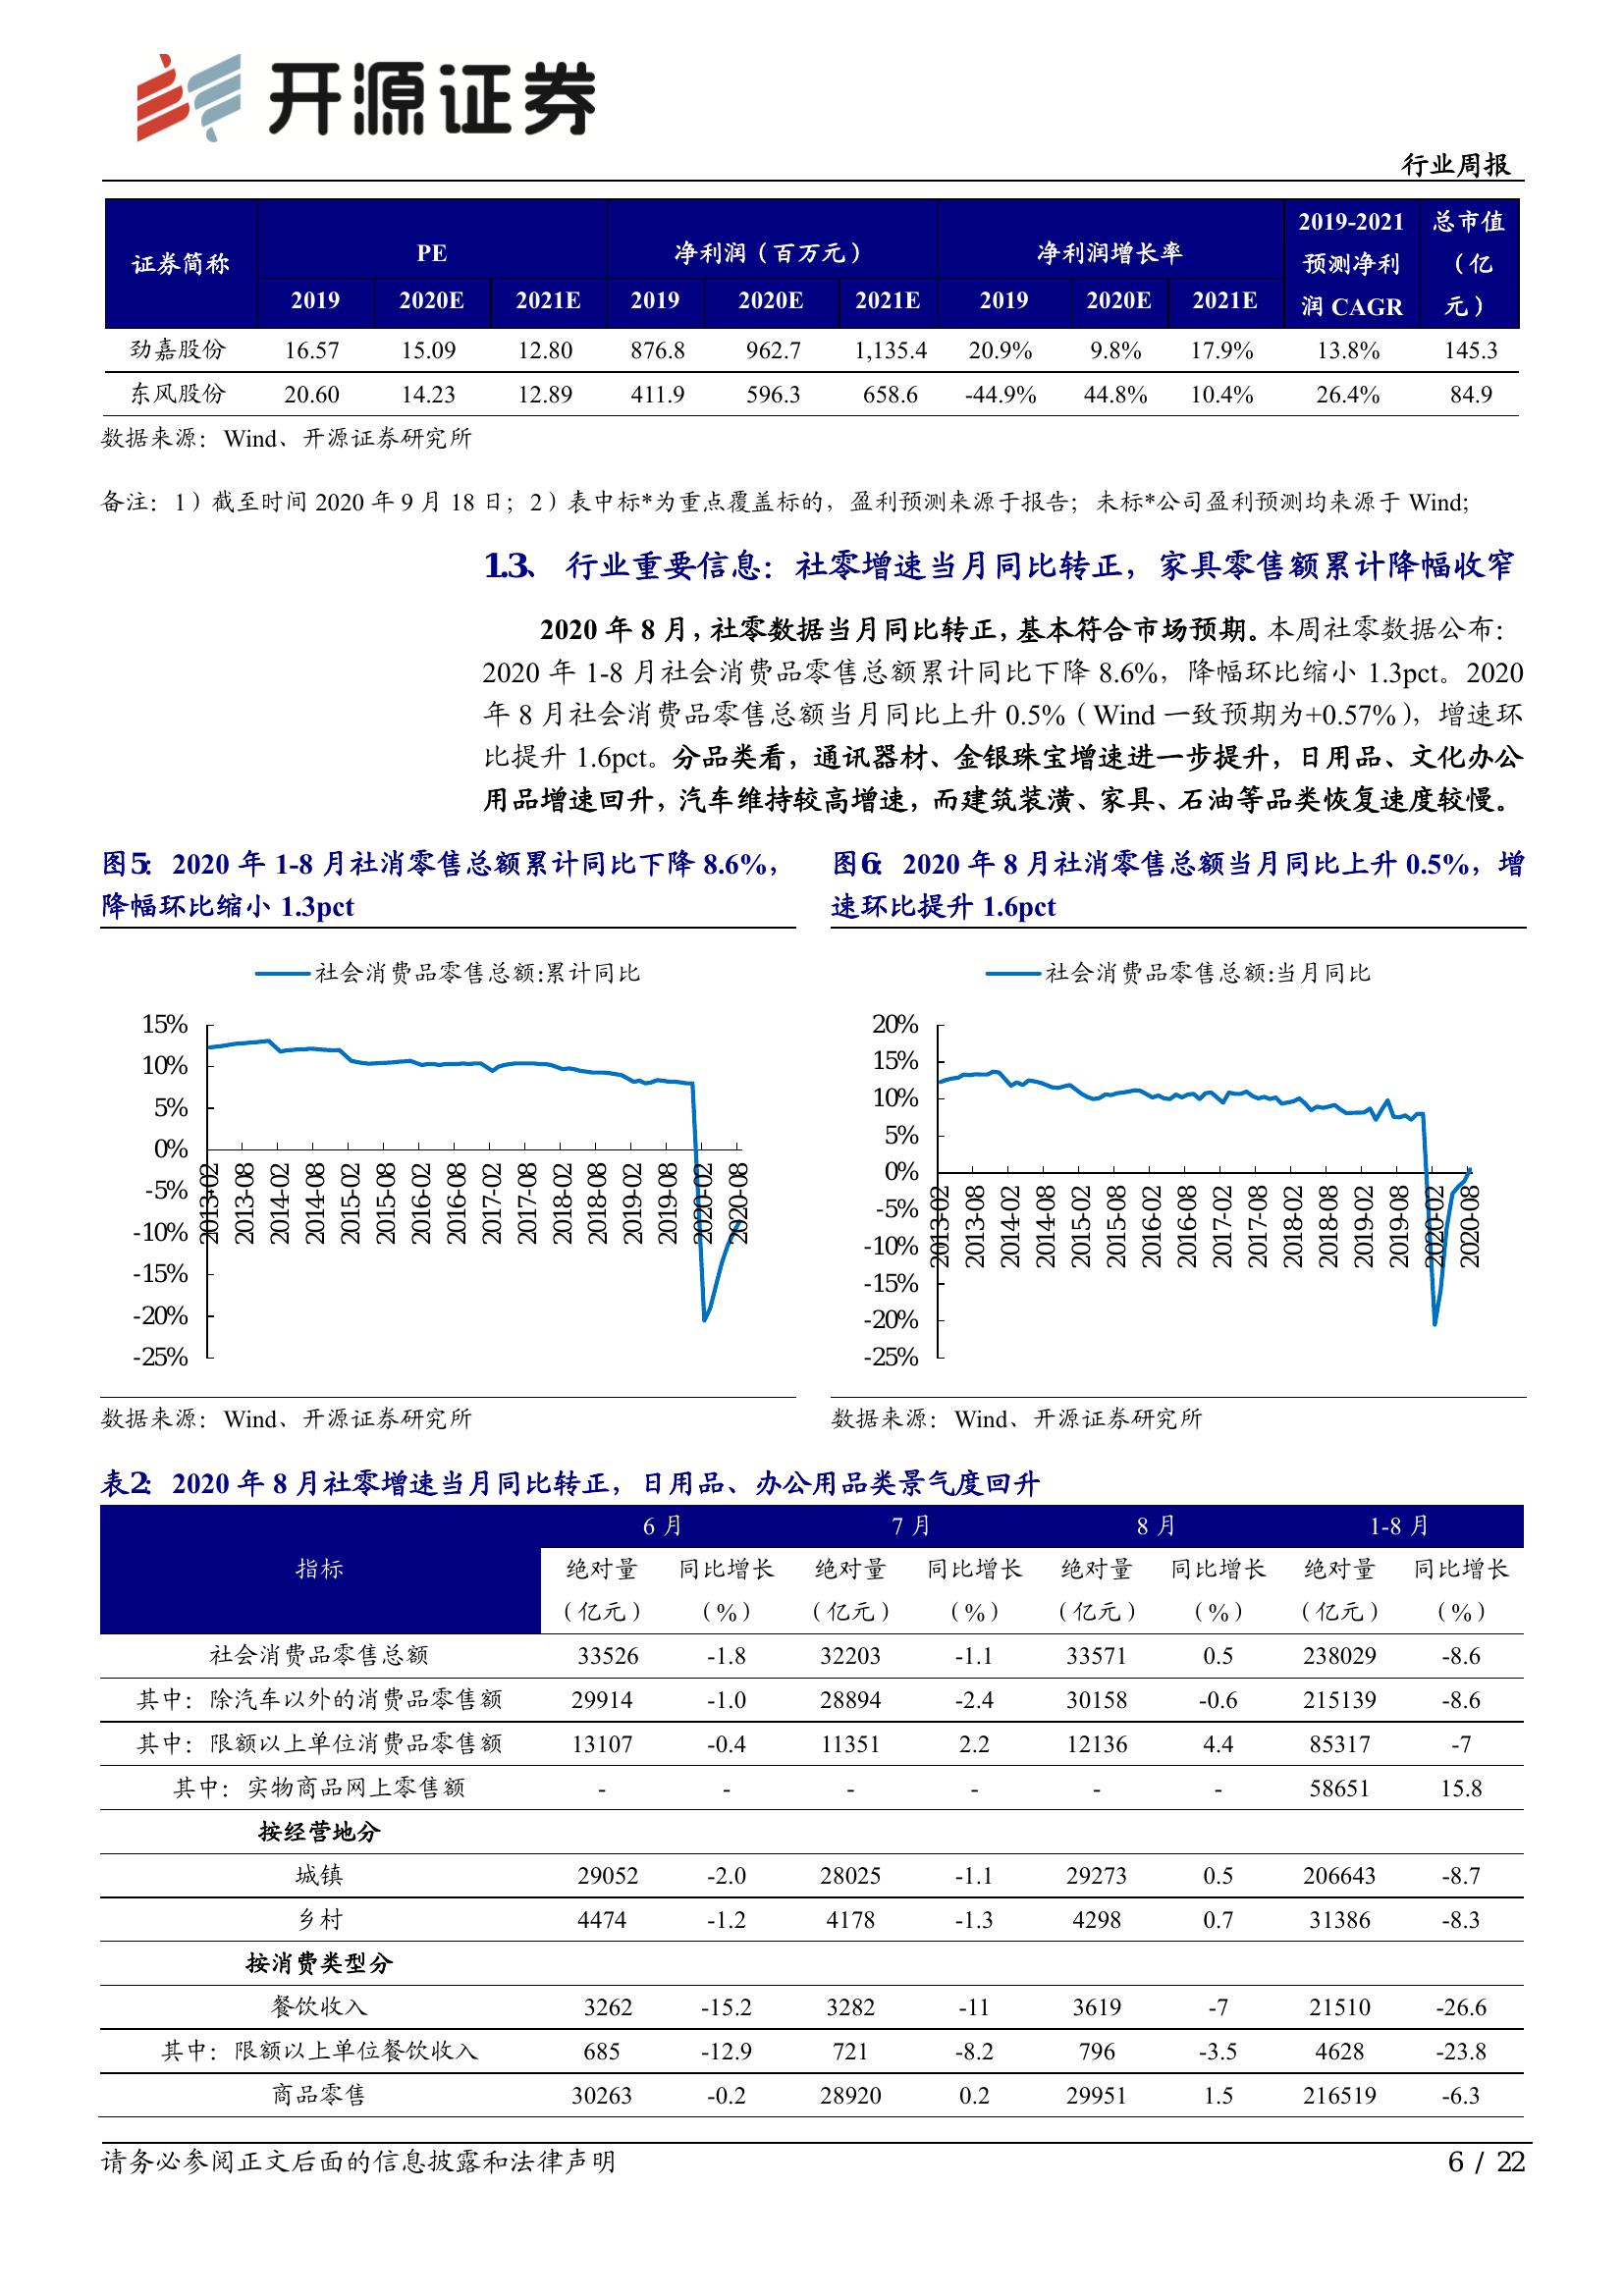 开源证券
行业周报
证券简称 PE 净利润（百万元） 净利润增长率 2019-2021预测净利润 CAGR 总市值（亿元）
2019 2020E 2021E 2019 2020E 2021E 2019 2020E 2021E
劲嘉股份 16.57 15.09 12.80 876.8 962.7 1,135.4 20.9% 9.8% 17.9% 13.8% 145.3
东风股份 20.60 14.23 12.89 411.9 596.3 658.6 -44.9% 44.8% 10.4% 26.4% 84.9
数据来源：Wind、开源证券研究所
备注：1）截至时间 2020 年 9 月 18 日；2）表中标*为重点覆盖标的，盈利预测来源于报告；未标*公司盈利预测均来源于 Wind;
1.3、 行业重要信息：社零增速当月同比转正，家具零售额累计降幅收窄
2020 年 8 月，社零数据当月同比转正，基本符合市场预期。本周社零数据公布：
2020 年 1-8 月社会消费品零售总额累计同比下降 8.6%，降幅环比缩小 1.3pct。2020
年 8 月社会消费品零售总额当月同比上升 0.5%（Wind 一致预期为+0.57%），增速环
比提升 1.6pct。分品类看，通讯器材、金银珠宝增速进一步提升，日用品、文化办公
用品增速回升，汽车维持较高增速，而建筑装潢、家具、石油等品类恢复速度较慢。
图5： 2020 年 1-8 月社消零售总额累计同比下降 8.6%，
降幅环比缩小 1.3pct
社会消费品零售总额:累计同比
15%
10%
5%
0%
-5%
-10%
-15%
-20%
-25%
2013-02 2013-08 2014-02 2014-08 2015-02 2015-08 2016-02 2016-08 2017-02 2017-08 2018-02 2018-08 2019-02 2019-08 2020-02 2020-08
数据来源：Wind、开源证券研究所
图6： 2020 年 8 月社消零售总额当月同比上升 0.5%，增
速环比提升 1.6pct
社会消费品零售总额:当月同比
20%
15%
10%
5%
0%
-5%
-10%
-15%
-20%
-25%
2013-02 2013-08 2014-02 2014-08 2015-02 2015-08 2016-02 2016-08 2017-02 2017-08 2018-02 2018-08 2019-02 2019-08 2020-02 2020-08
数据来源：Wind、开源证券研究所
表2： 2020 年 8 月社零增速当月同比转正，日用品、办公用品类景气度回升
指标 6 月 7 月 8 月 1-8 月
绝对量 同比增长 绝对量 同比增长 绝对量 同比增长 绝对量 同比增长
（亿元） （%） （亿元） （%） （亿元） （%） （亿元） （%）
社会消费品零售总额 33526 -1.8 32203 -1.1 33571 0.5 238029 -8.6
其中：除汽车以外的消费品零售额 29914 -1.0 28894 -2.4 30158 -0.6 215139 -8.6
其中：限额以上单位消费品零售额 13107 -0.4 11351 2.2 12136 4.4 85317 -7
其中：实物商品网上零售额 - - - - - - 58651 15.8
按经营地分
城镇 29052 -2.0 28025 -1.1 29273 0.5 206643 -8.7
乡村 4474 -1.2 4178 -1.3 4298 0.7 31386 -8.3
按消费类型分
餐饮收入 3262 -15.2 3282 -11 3619 -7 21510 -26.6
其中：限额以上单位餐饮收入 685 -12.9 721 -8.2 796 -3.5 4628 -23.8
商品零售 30263 -0.2 28920 0.2 29951 1.5 216519 -6.3
请务必参阅正文后面的信息披露和法律声明
6 / 22